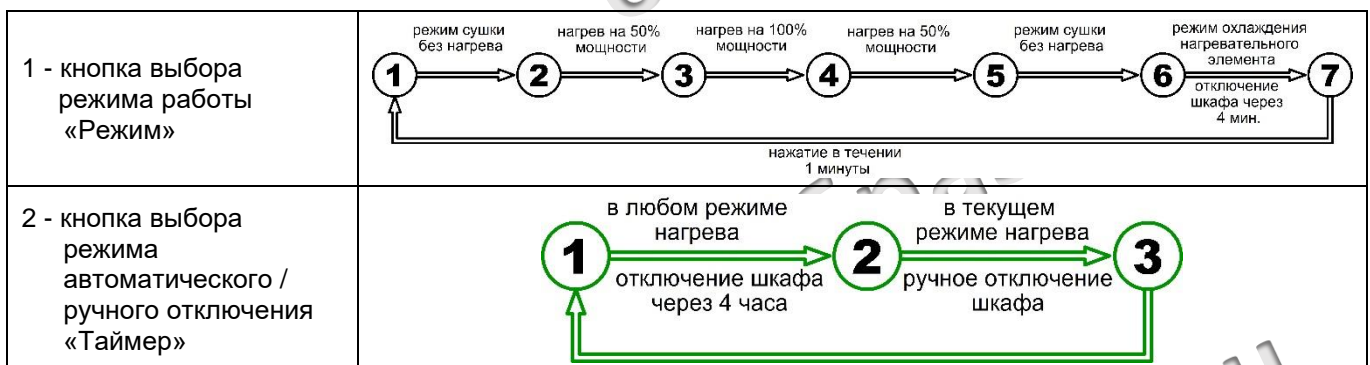 1 - кнопка выбора
режима работы
«Режим»
режим сушки
без нагрева
нагрев на 50%
мощности
нагрев на 100%
мощности
нагрев на 50%
мощности
режим сушки
без нагрева
режим охлаждения
нагревательного
элемента
1
2
3
4
5
6
7
отключение
шкафа через
4 мин.
нажатие в течении
1 минуты
2 - кнопка выбора
режима
автоматического /
ручного отключения
«Таймер»
в любом режиме
нагрева
в текущем
режиме нагрева
1
2
3
отключение шкафа
через 4 часа
ручное отключение
шкафа